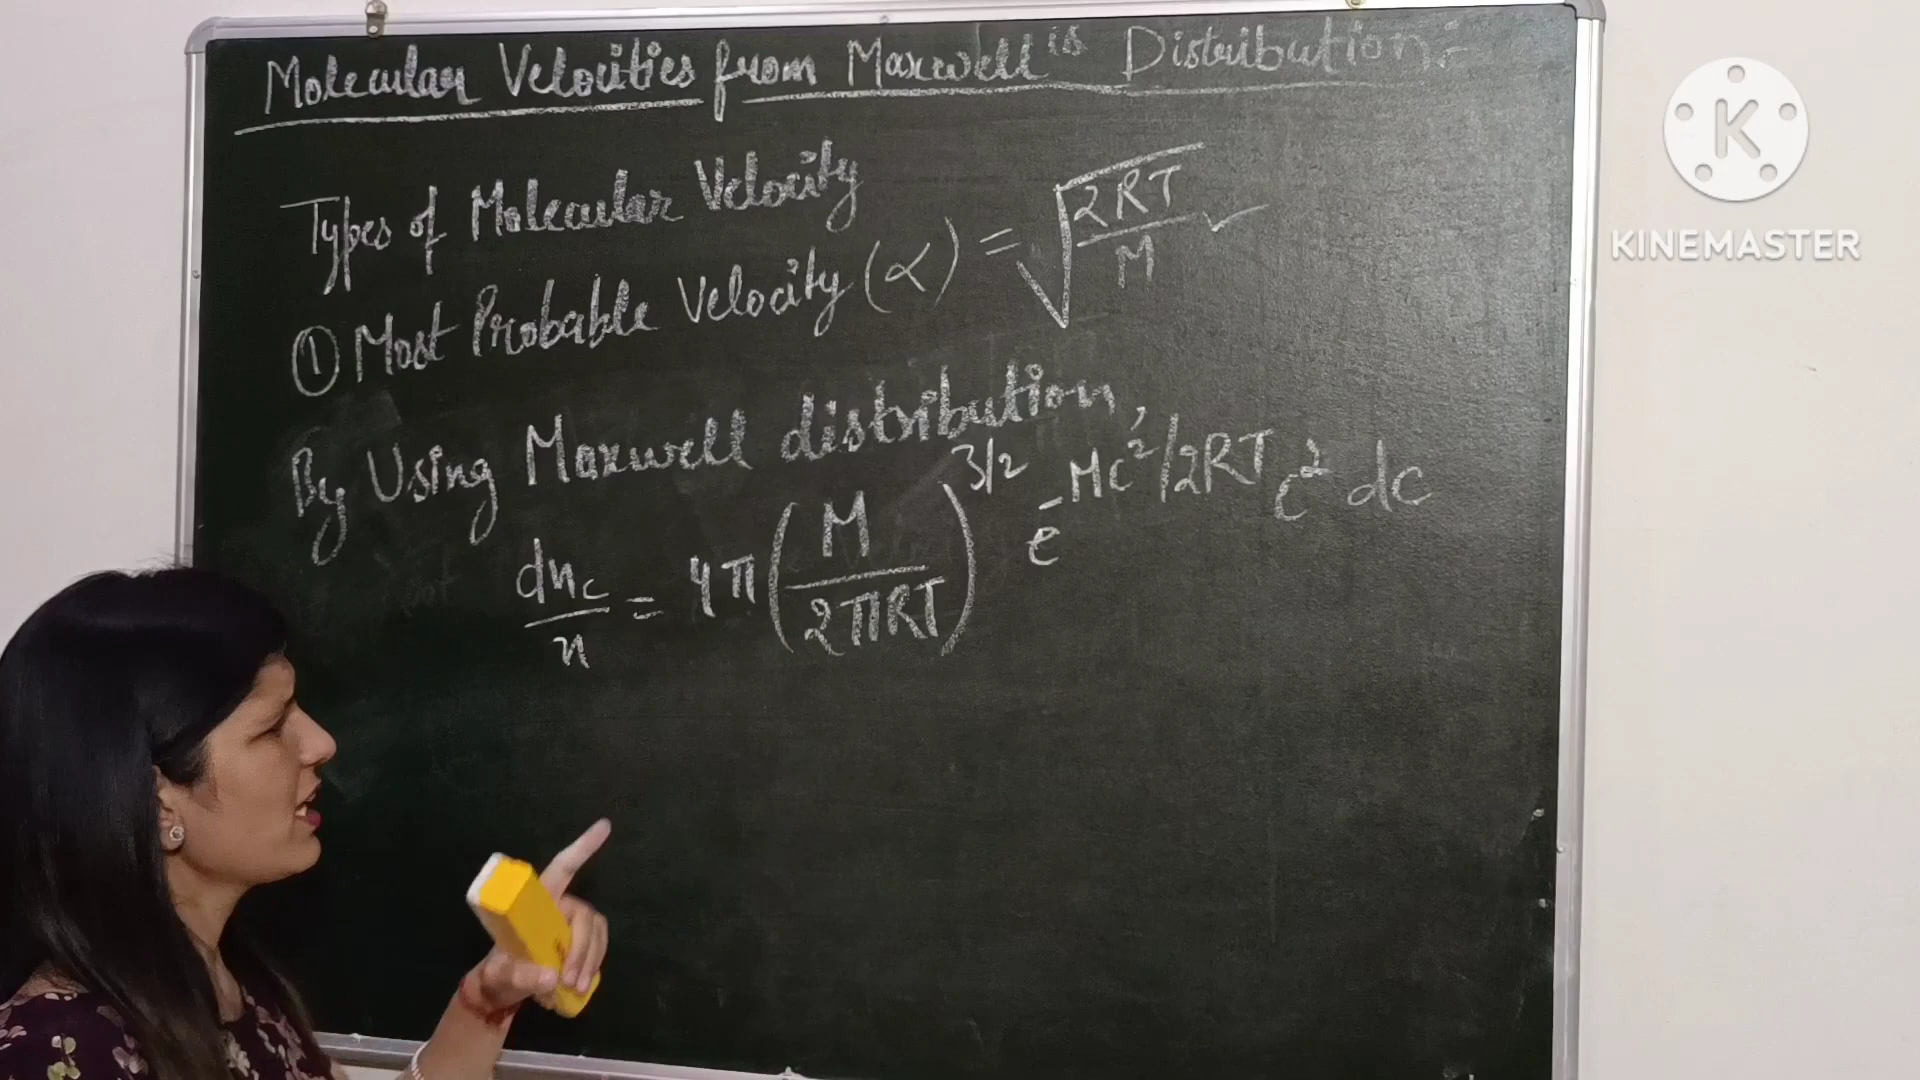 Molecular Velocities from Maxwell's Distribution:-
Types of Molecular Velocity
① Most Probable Velocity (α) = √(2RT/M) ✓
By Using Maxwell distribution,
dn_c/n = 4π (M/2πRT)^3/2 e^-MC²/2RT c² dc
K
KINEMASTER